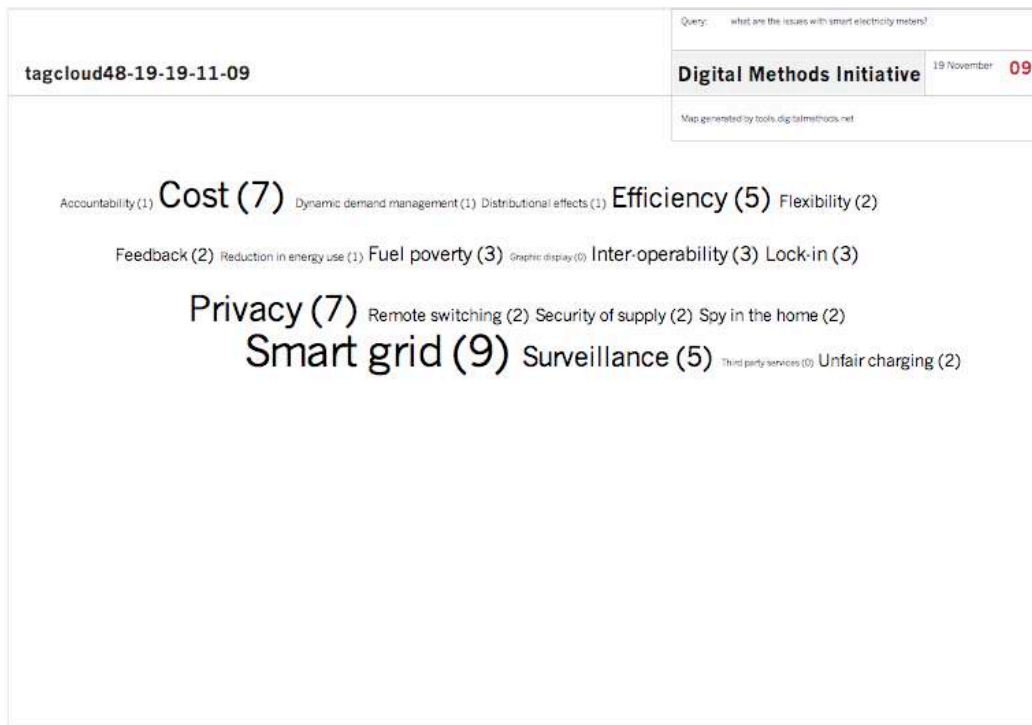 Query: what are the issues with smart electricity meters?
tagcloud48-19-19-11-09
Digital Methods Initiative
19 November 09
Map generated by tools.digitalmethods.net
Accountability (1) Cost (7) Dynamic demand management (1) Distributional effects (1) Efficiency (5) Flexibility (2)
Feedback (2) Reduction in energy use (1) Fuel poverty (3) Graphic display (0) Inter-operability (3) Lock-in (3)
Privacy (7) Remote switching (2) Security of supply (2) Spy in the home (2)
Smart grid (9) Surveillance (5) Third party services (0) Unfair charging (2)